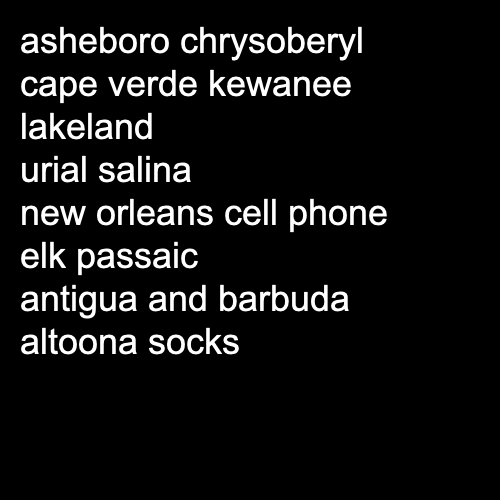 asheboro chrysoberyl
cape verde kewanee
lakeland
urial salina
new orleans cell phone
elk passaic
antigua and barbuda
altoona socks